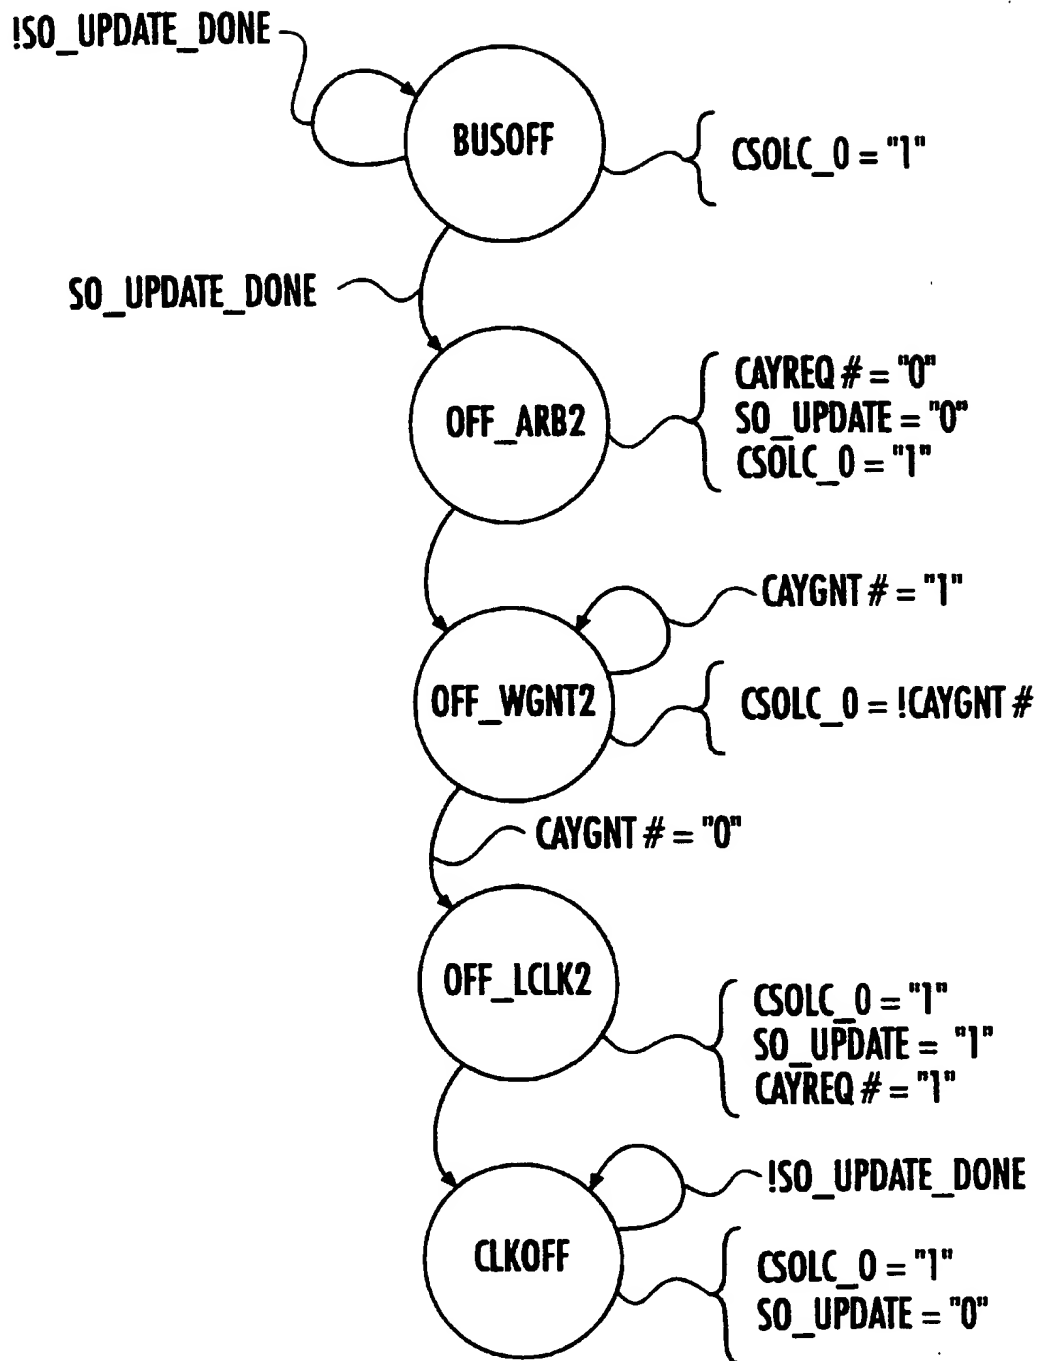 !SO_UPDATE_DONE
BUSOFF
CSOLC_0 = "1"
SO_UPDATE_DONE
OFF_ARB2
CAYREQ # = "0"
SO_UPDATE = "0"
CSOLC_0 = "1"
CAYGNT # = "1"
OFF_WGNT2
CSOLC_0 = !CAYGNT #
CAYGNT # = "0"
OFF_LCLK2
CSOLC_0 = "1"
SO_UPDATE = "1"
CAYREQ # = "1"
!SO_UPDATE_DONE
CLKOFF
CSOLC_0 = "1"
SO_UPDATE = "0"